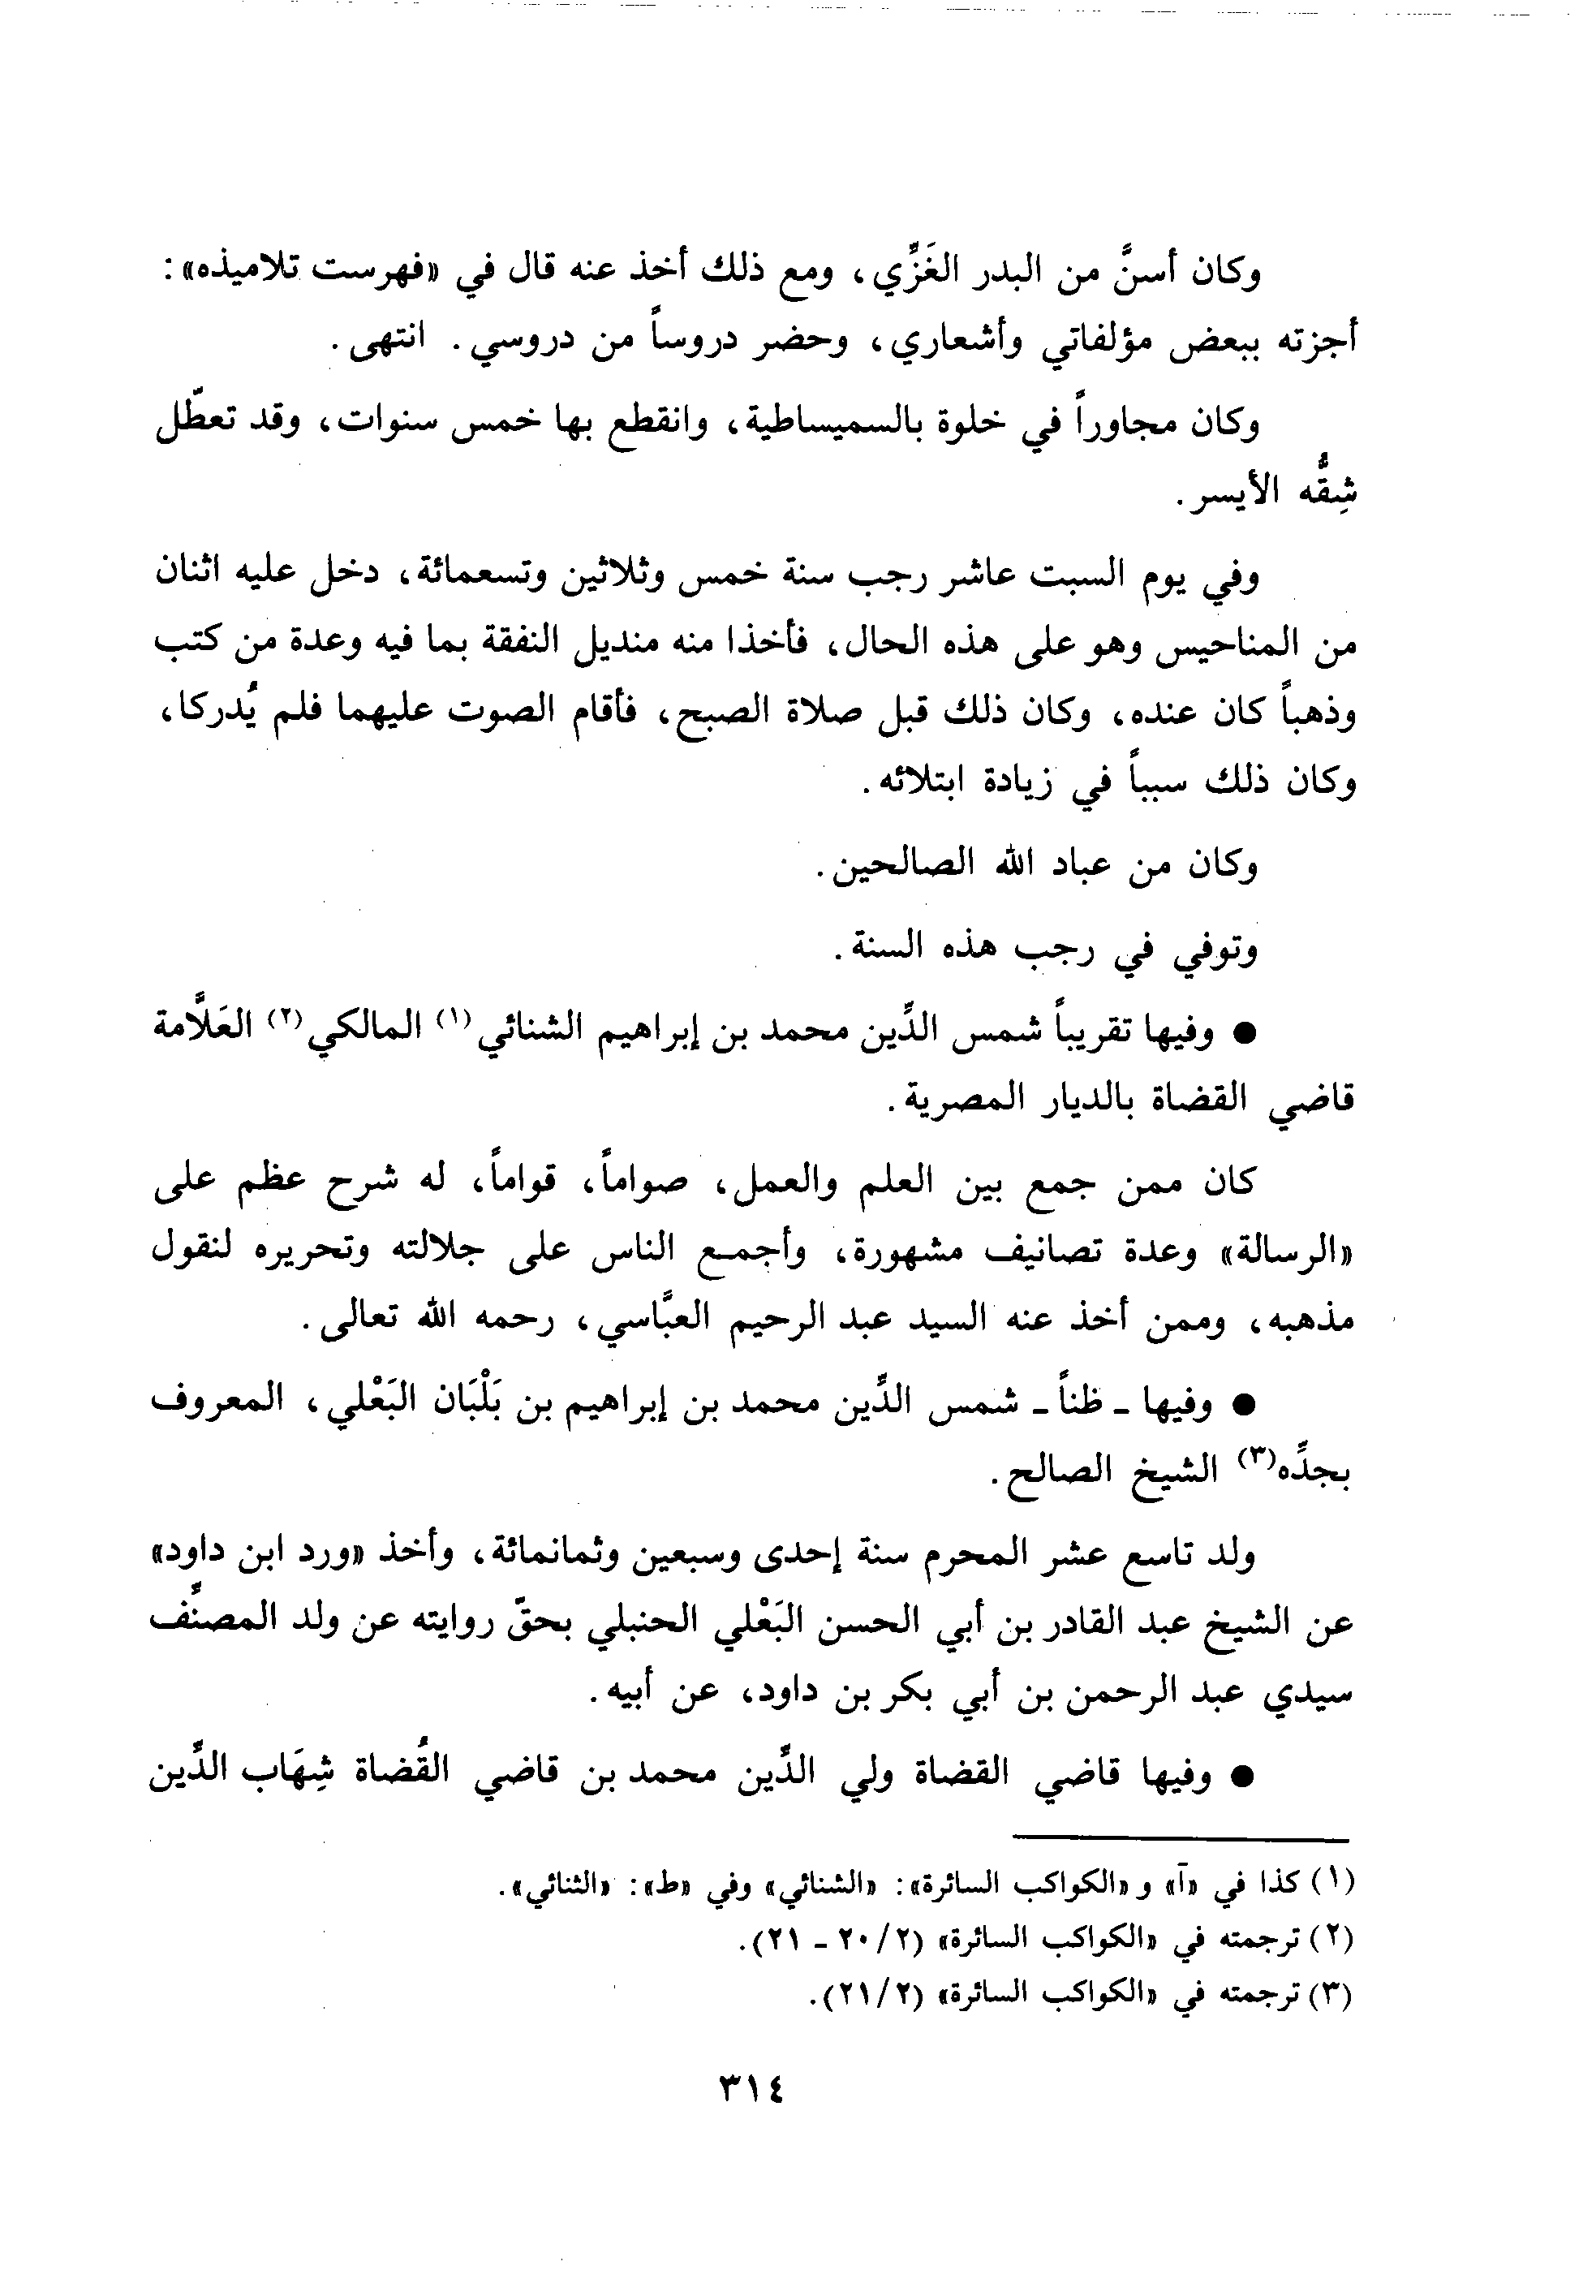 وكان أسنَّ من البدر الغَزِّي، ومع ذلك أخذ عنه قال في «فهرست تلاميذه»:
أجزته ببعض مؤلفاتي وأشعاري، وحضر دروساً من دروسي. انتهى.
وكان مجاوراً في خلوة بالسميساطية، وانقطع بها خمس سنوات، وقد تعطّل
شِقُّه الأيسر.
وفي يوم السبت عاشر رجب سنة خمس وثلاثين وتسعمائة، دخل عليه اثنان
من المناحيس وهو على هذه الحال، فأخذا منه منديل النفقة بما فيه وعدة من كتب
وذهباً كان عنده، وكان ذلك قبل صلاة الصبح، فأقام الصوت عليهما فلم يُدركا،
وكان ذلك سبباً في زيادة ابتلائه.
وكان من عباد الله الصالحين.
وتوفي في رجب هذه السنة.
● وفيها تقريباً شمس الدِّين محمد بن إبراهيم الشنائي(١) المالكي(٢) العَلاَّمة
قاضي القضاة بالديار المصرية.
كان ممن جمع بين العلم والعمل، صواماً، قواماً، له شرح عظم على
«الرسالة» وعدة تصانيف مشهورة، وأجمع الناس على جلالته وتحريره لنقول
مذهبه، وممن أخذ عنه السيد عبد الرحيم العبَّاسي، رحمه الله تعالى.
● وفيها ـ ظناً ـ شمس الدِّين محمد بن إبراهيم بن بَلْبَان البَعْلي، المعروف
بجدِّه(٣) الشيخ الصالح.
ولد تاسع عشر المحرم سنة إحدى وسبعين وثمانمائة، وأخذ «ورد ابن داود»
عن الشيخ عبد القادر بن أبي الحسن البَعْلي الحنبلي بحقّ روايته عن ولد المصنِّف
سيدي عبد الرحمن بن أبي بكر بن داود، عن أبيه.
● وفيها قاضي القضاة ولي الدِّين محمد بن قاضي القُضاة شِهَاب الدِّين
(١) كذا في «آ» و «الكواكب السائرة»: «الشنائي» وفي «ط»: «الثنائي».
(٢) ترجمته في «الكواكب السائرة» (٢/ ٢٠ ـ ٢١).
(٣) ترجمته في «الكواكب السائرة» (٢/ ٢١).
٣١٤